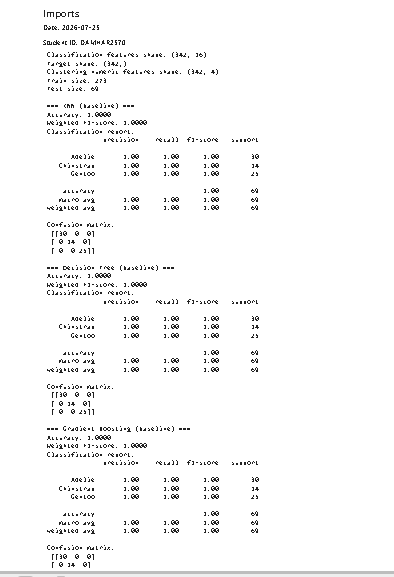 Imports
Date: 2026-07-25
Student ID: DAMHAR2570
Classification features shape: (342, 16)
Target shape: (342,)
Clustering numeric features shape: (342, 4)
Train size: 273
Test size: 69
=== KNN (baseline) ===
Accuracy: 1.0000
Weighted F1-score: 1.0000
Classification report:
precision recall f1-score support
Adelie 1.00 1.00 1.00 30
Chinstrap 1.00 1.00 1.00 14
Gentoo 1.00 1.00 1.00 25
accuracy 1.00 69
macro avg 1.00 1.00 1.00 69
weighted avg 1.00 1.00 1.00 69
Confusion matrix:
[[30 0 0]
[ 0 14 0]
[ 0 0 25]]
=== Decision Tree (baseline) ===
Accuracy: 1.0000
Weighted F1-score: 1.0000
Classification report:
precision recall f1-score support
Adelie 1.00 1.00 1.00 30
Chinstrap 1.00 1.00 1.00 14
Gentoo 1.00 1.00 1.00 25
accuracy 1.00 69
macro avg 1.00 1.00 1.00 69
weighted avg 1.00 1.00 1.00 69
Confusion matrix:
[[30 0 0]
[ 0 14 0]
[ 0 0 25]]
=== Gradient Boosting (baseline) ===
Accuracy: 1.0000
Weighted F1-score: 1.0000
Classification report:
precision recall f1-score support
Adelie 1.00 1.00 1.00 30
Chinstrap 1.00 1.00 1.00 14
Gentoo 1.00 1.00 1.00 25
accuracy 1.00 69
macro avg 1.00 1.00 1.00 69
weighted avg 1.00 1.00 1.00 69
Confusion matrix:
[[30 0 0]
[ 0 14 0]